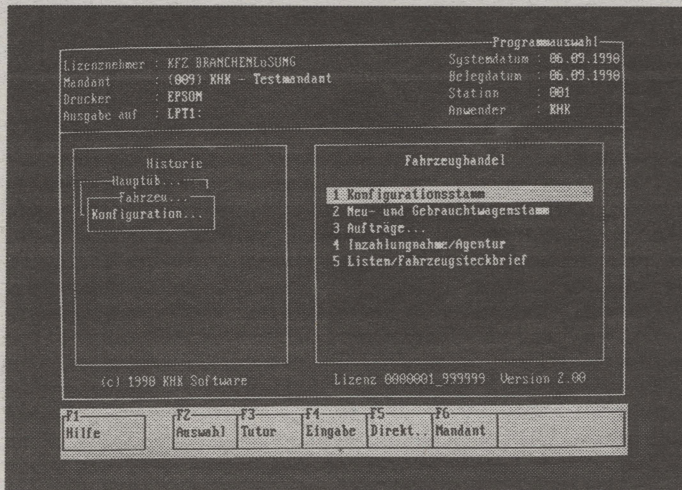 Programmauswahl
Lizenznehmer : KFZ BRANCHENLoSUNG Systemdatum : 06.09.1990
Mandant : (009) KHK - Testmandant Belegdatum : 06.09.1990
Drucker : EPSON Station : 001
Ausgabe auf : LPT1: Anwender : KHK
Historie
Hauptüb...
Fahrzeu...
Konfiguration...
Fahrzeughandel
1 Konfigurationsstamm
2 Neu- und Gebrauchtwagenstamm
3 Aufträge...
4 Inzahlungnahme/Agentur
5 Listen/Fahrzeugsteckbrief
(c) 1990 KHK Software Lizenz 0000001_999999 Version 2.00
F1 F2 F3 F4 F5 F6
Hilfe Auswahl Tutor Eingabe Direkt.. Mandant